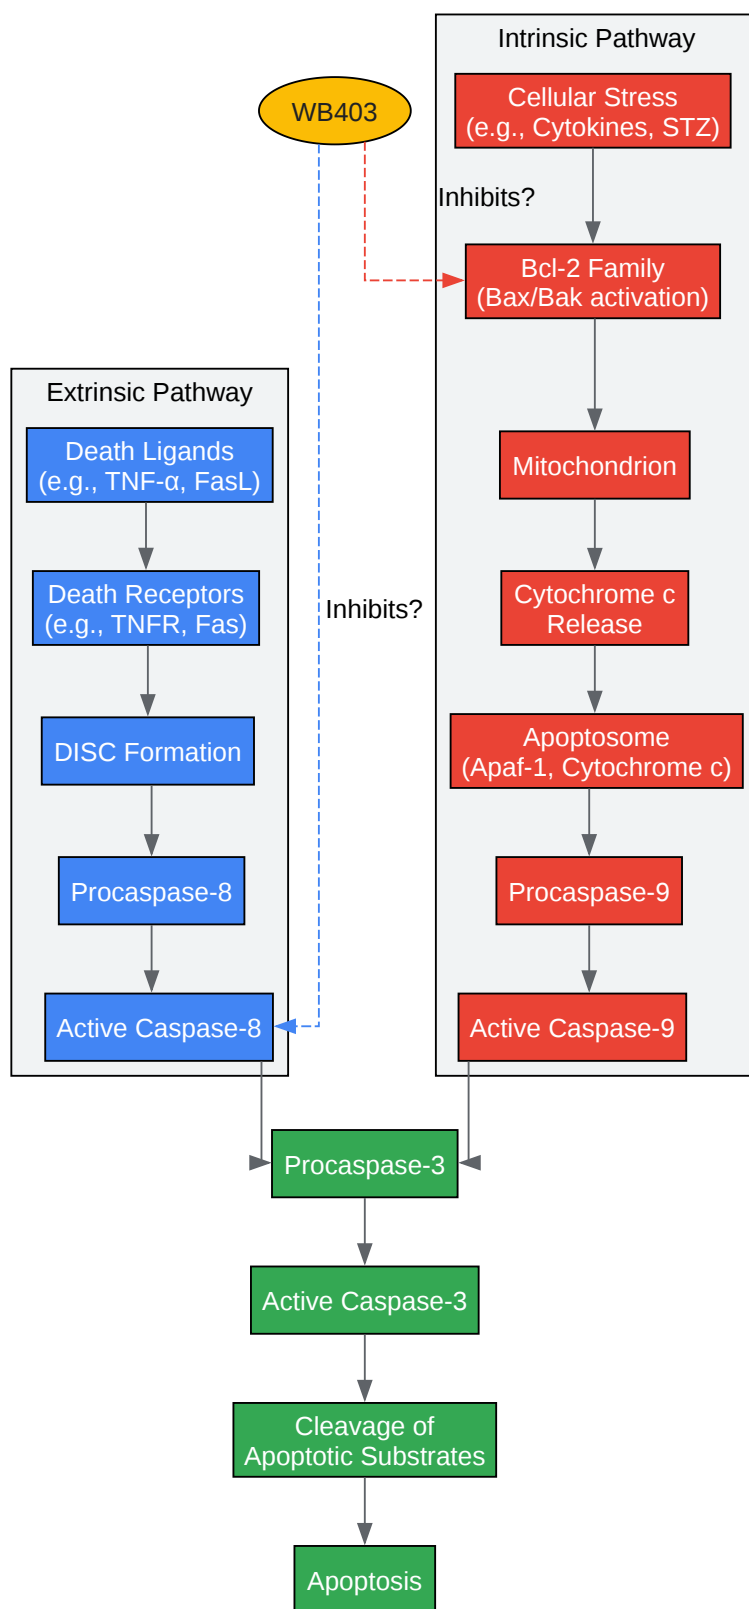 Intrinsic Pathway
WB403
Cellular Stress
(e.g., Cytokines, STZ)
Inhibits?
Bcl-2 Family
(Bax/Bak activation)
Extrinsic Pathway
Death Ligands
(e.g., TNF-α, FasL)
Mitochondrion
Death Receptors
(e.g., TNFR, Fas)
Inhibits?
Cytochrome c
Release
DISC Formation
Apoptosome
(Apaf-1, Cytochrome c)
Procaspase-8
Procaspase-9
Active Caspase-8
Active Caspase-9
Procaspase-3
Active Caspase-3
Cleavage of
Apoptotic Substrates
Apoptosis